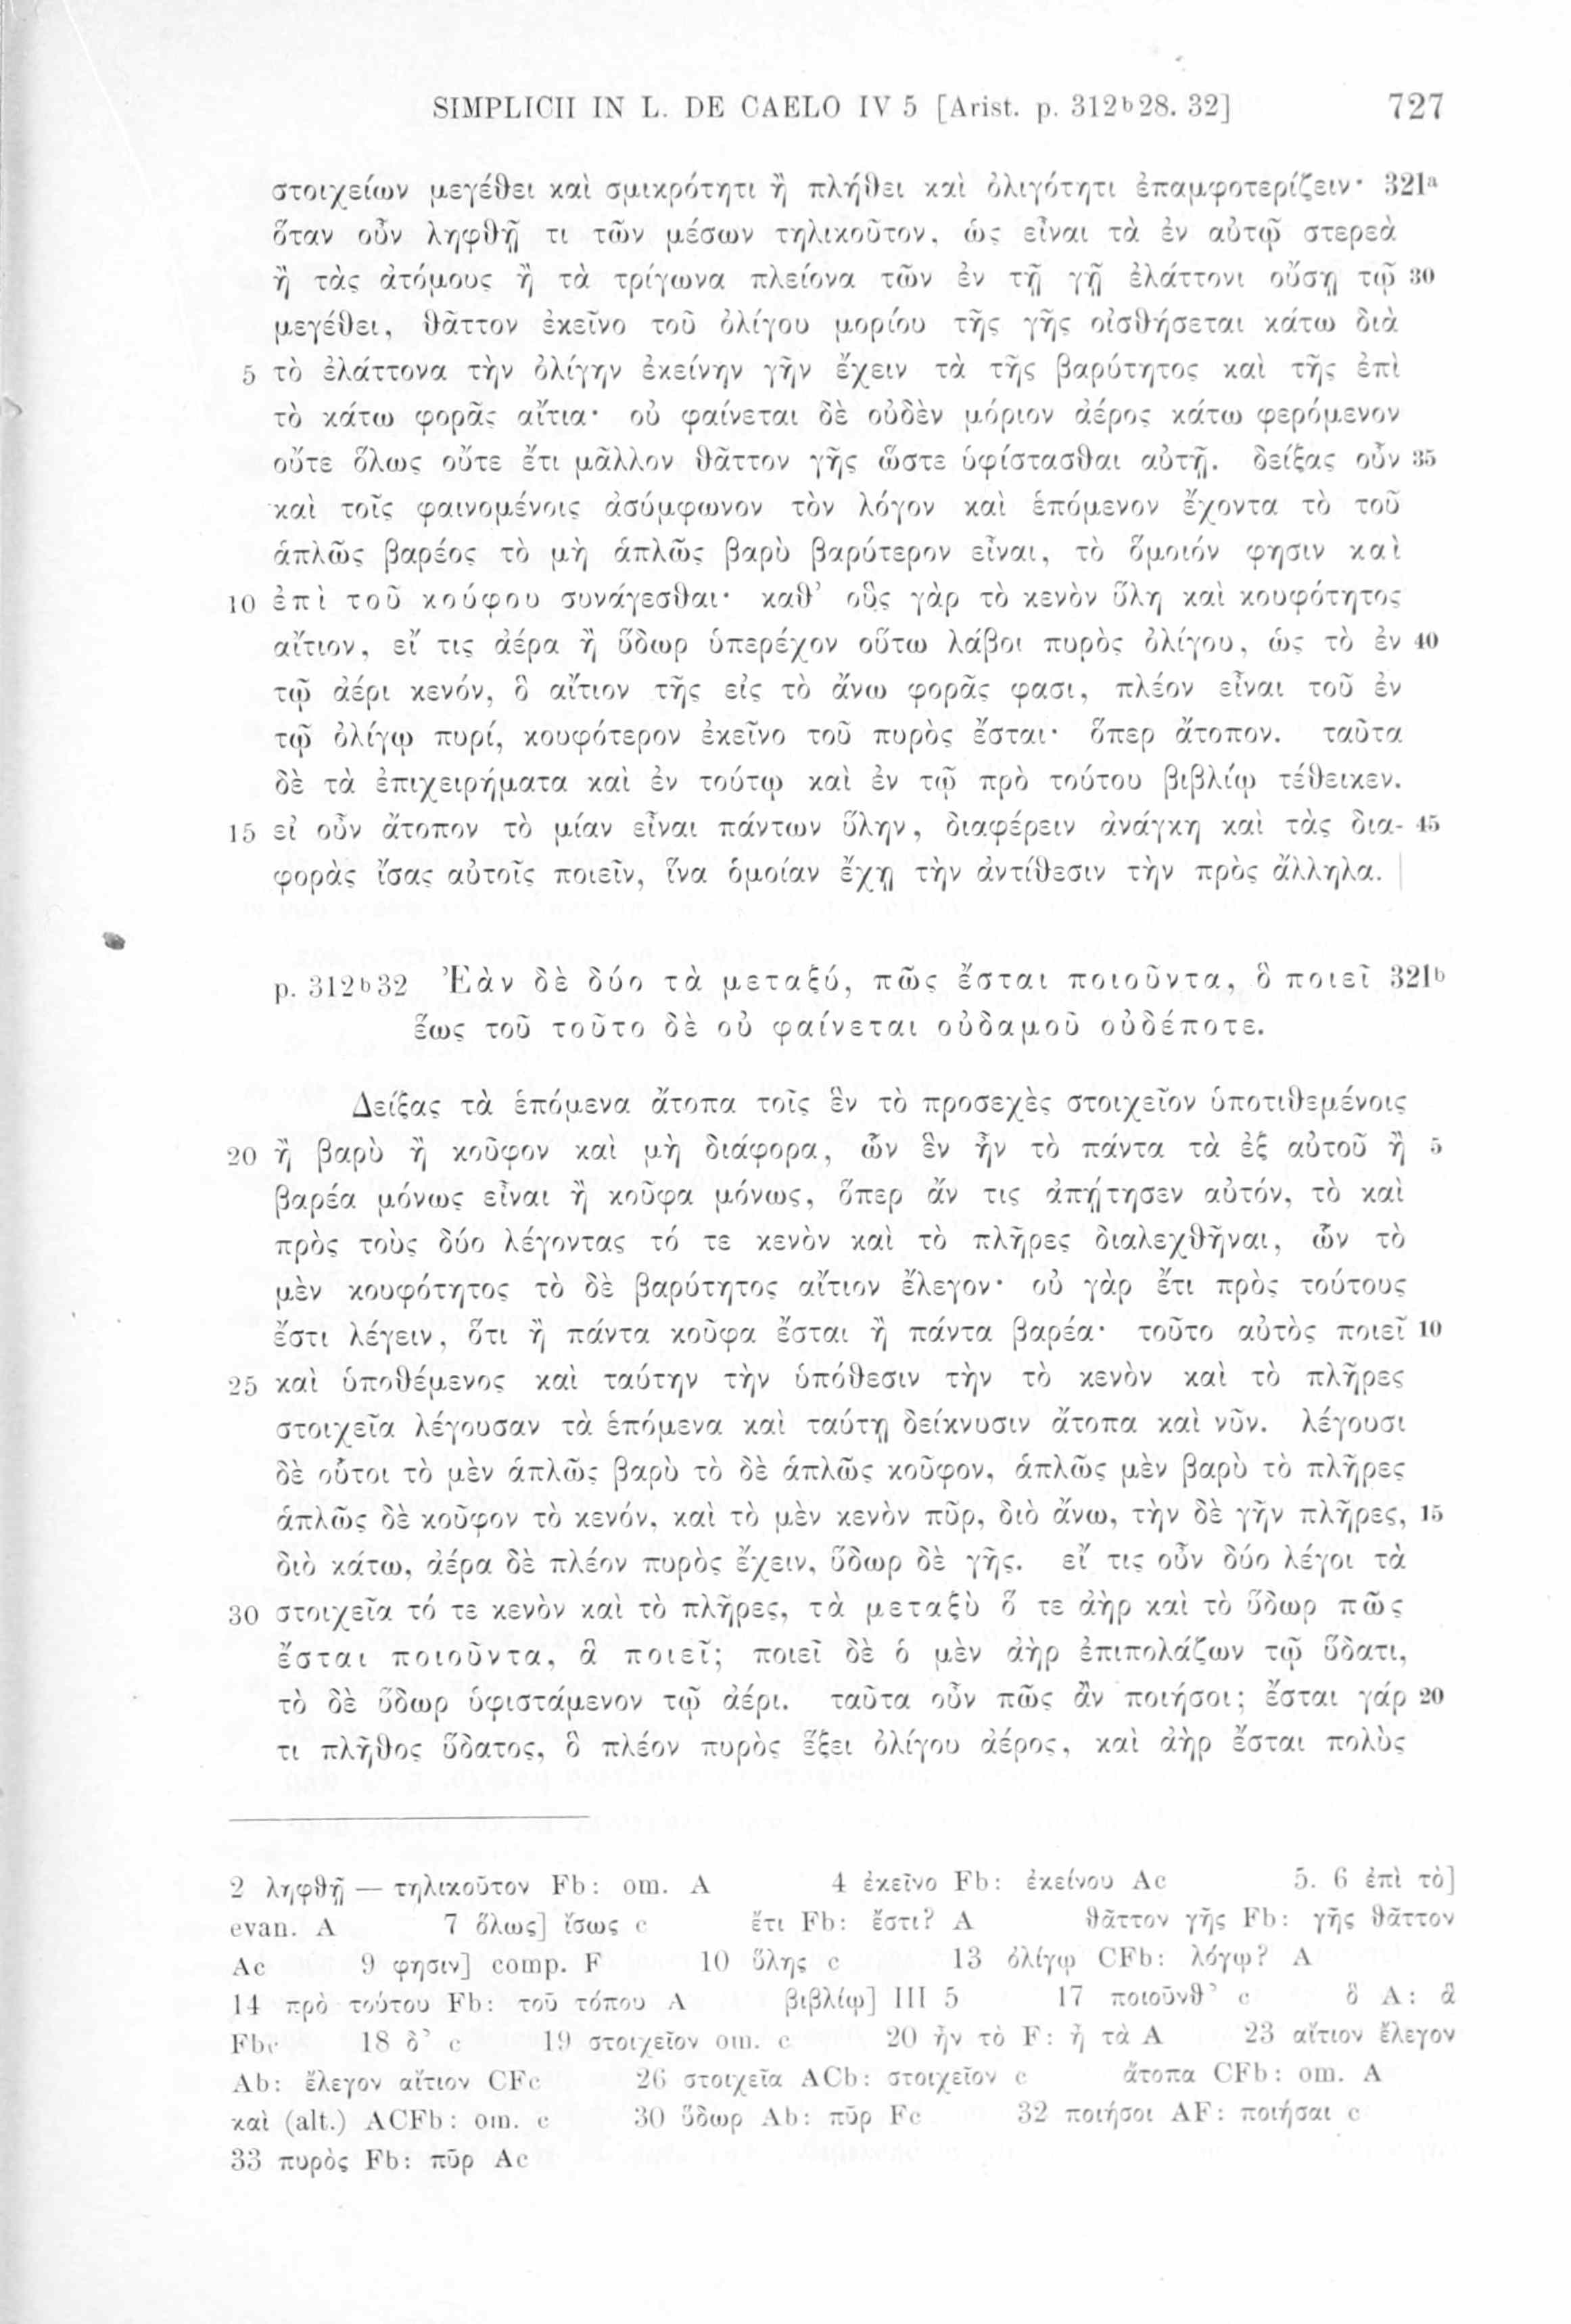 SIMPLICII IN L. DE CAELO IV 5 [Arist. p. 312b28. 32] 727
στοιχείων μεγέθει καὶ σμικρότητι ἢ πλήθει καὶ ὀλιγότητι ἐπαμφοτερίζειν· 321a
ὅταν οὖν ληφθῇ τι τῶν μέσων τηλικοῦτον, ὡς εἶναι τὰ ἐν αὐτῷ στερεὰ
ἢ τὰς ἀτόμους ἢ τὰ τρίγωνα πλείονα τῶν ἐν τῇ γῇ ἐλάττονι οὔσῃ τῷ 30
μεγέθει, θᾶττον ἐκεῖνο τοῦ ὀλίγου μορίου τῆς γῆς οἰσθήσεται κάτω διὰ
5 τὸ ἐλάττονα τὴν ὀλίγην ἐκείνην γῆν ἔχειν τὰ τῆς βαρύτητος καὶ τῆς ἐπὶ
τὸ κάτω φορᾶς αἴτια· οὐ φαίνεται δὲ οὐδὲν μόριον ἀέρος κάτω φερόμενον
οὔτε ὅλως οὔτε ἔτι μᾶλλον θᾶττον γῆς ὥστε ὑφίστασθαι αὐτῇ. δείξας οὖν 35
καὶ τοῖς φαινομένοις ἀσύμφωνον τὸν λόγον καὶ ἑπόμενον ἔχοντα τὸ τοῦ
ἁπλῶς βαρέος τὸ μὴ ἁπλῶς βαρὺ βαρύτερον εἶναι, τὸ ὅμοιόν φησιν καὶ
10 ἐπὶ τοῦ κούφου συνάγεσθαι· καθ’ οὓς γὰρ τὸ κενὸν ὕλη καὶ κουφότητος
αἴτιον, εἴ τις ἀέρα ἢ ὕδωρ ὑπερέχον οὕτω λάβοι πυρὸς ὀλίγου, ὡς τὸ ἐν 40
τῷ ἀέρι κενόν, ὃ αἴτιον τῆς εἰς τὸ ἄνω φορᾶς φασι, πλέον εἶναι τοῦ ἐν
τῷ ὀλίγῳ πυρί, κουφότερον ἐκεῖνο τοῦ πυρὸς ἔσται· ὅπερ ἄτοπον. ταῦτα
δὲ τὰ ἐπιχειρήματα καὶ ἐν τούτῳ καὶ ἐν τῷ πρὸ τούτου βιβλίῳ τέθεικεν.
15 εἰ οὖν ἄτοπον τὸ μίαν εἶναι πάντων ὕλην, διαφέρειν ἀνάγκη καὶ τὰς δια- 45
φορὰς ἴσας αὐτοῖς ποιεῖν, ἵνα ὁμοίαν ἔχῃ τὴν ἀντίθεσιν τὴν πρὸς ἄλληλα. |
p. 312b32 Ἐὰν δὲ δύο τὰ μεταξύ, πῶς ἔσται ποιοῦντα, ὃ ποιεῖ 321b
ἕως τοῦ τοῦτο δὲ οὐ φαίνεται οὐδαμοῦ οὐδέποτε.
Δείξας τὰ ἑπόμενα ἄτοπα τοῖς ἓν τὸ προσεχὲς στοιχεῖον ὑποτιθεμένοις
20 ἢ βαρὺ ἢ κοῦφον καὶ μὴ διάφορα, ὧν ἓν ἦν τὸ πάντα τὰ ἐξ αὐτοῦ ἢ 5
βαρέα μόνως εἶναι ἢ κοῦφα μόνως, ὅπερ ἄν τις ἀπῄτησεν αὐτόν, τὸ καὶ
πρὸς τοὺς δύο λέγοντας τό τε κενὸν καὶ τὸ πλῆρες διαλεχθῆναι, ὧν τὸ
μὲν κουφότητος τὸ δὲ βαρύτητος αἴτιον ἔλεγον· οὐ γὰρ ἔτι πρὸς τούτους
ἔστι λέγειν, ὅτι ἢ πάντα κοῦφα ἔσται ἢ πάντα βαρέα· τοῦτο αὐτὸς ποιεῖ 10
25 καὶ ὑποθέμενος καὶ ταύτην τὴν ὑπόθεσιν τὴν τὸ κενὸν καὶ τὸ πλῆρες
στοιχεῖα λέγουσαν τὰ ἑπόμενα καὶ ταύτῃ δείκνυσιν ἄτοπα καὶ νῦν. λέγουσι
δὲ οὗτοι τὸ μὲν ἁπλῶς βαρὺ τὸ δὲ ἁπλῶς κοῦφον, ἁπλῶς μὲν βαρὺ τὸ πλῆρες
ἁπλῶς δὲ κοῦφον τὸ κενόν, καὶ τὸ μὲν κενὸν πῦρ, διὸ ἄνω, τὴν δὲ γῆν πλῆρες, 15
διὸ κάτω, ἀέρα δὲ πλέον πυρὸς ἔχειν, ὕδωρ δὲ γῆς. εἴ τις οὖν δύο λέγοι τὰ
30 στοιχεῖα τό τε κενὸν καὶ τὸ πλῆρες, τὰ μεταξὺ ὅ τε ἀὴρ καὶ τὸ ὕδωρ πῶς
ἔσται ποιοῦντα, ἃ ποιεῖ; ποιεῖ δὲ ὁ μὲν ἀὴρ ἐπιπολάζων τῷ ὕδατι,
τὸ δὲ ὕδωρ ὑφιστάμενον τῷ ἀέρι. ταῦτα οὖν πῶς ἂν ποιήσοι; ἔσται γάρ 20
τι πλῆθος ὕδατος, ὃ πλέον πυρὸς ἕξει ὀλίγου ἀέρος, καὶ ἀὴρ ἔσται πολὺς
2 ληφθῇ — τηλικοῦτον Fb: om. A 4 ἐκεῖνο Fb: ἐκείνου Ac 5. 6 ἐπὶ τὸ]
evan. A 7 ὅλως] ἴσως c ἔτι Fb: ἔστι? A θᾶττον γῆς Fb: γῆς θᾶττον
Ac 9 φησιν] comp. F 10 ὕλης c 13 ὀλίγῳ CFb: λόγῳ? A
14 πρὸ τούτου Fb: τοῦ τόπου A βιβλίῳ] III 5 17 ποιοῦνθ’ c ὃ A: ἃ
Fbc 18 δ’ c 19 στοιχεῖον om. c 20 ἦν τὸ F: ἢ τὰ A 23 αἴτιον ἔλεγον
Ab: ἔλεγον αἴτιον CFc 26 στοιχεῖα ACb: στοιχεῖον c ἄτοπα CFb: om. A
καὶ (alt.) ACFb: om. c 30 ὕδωρ Ab: πῦρ Fc 32 ποιήσοι AF: ποιήσαι c
33 πυρὸς Fb: πῦρ Ac